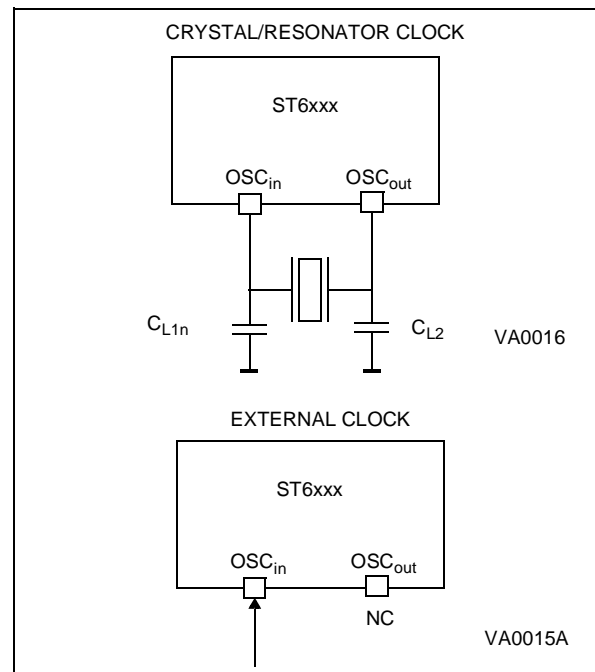 CRYSTAL/RESONATOR CLOCK
ST6xxx
OSCin OSCout
CL1n CL2 VA0016
EXTERNAL CLOCK
ST6xxx
OSCin OSCout
NC
VA0015A